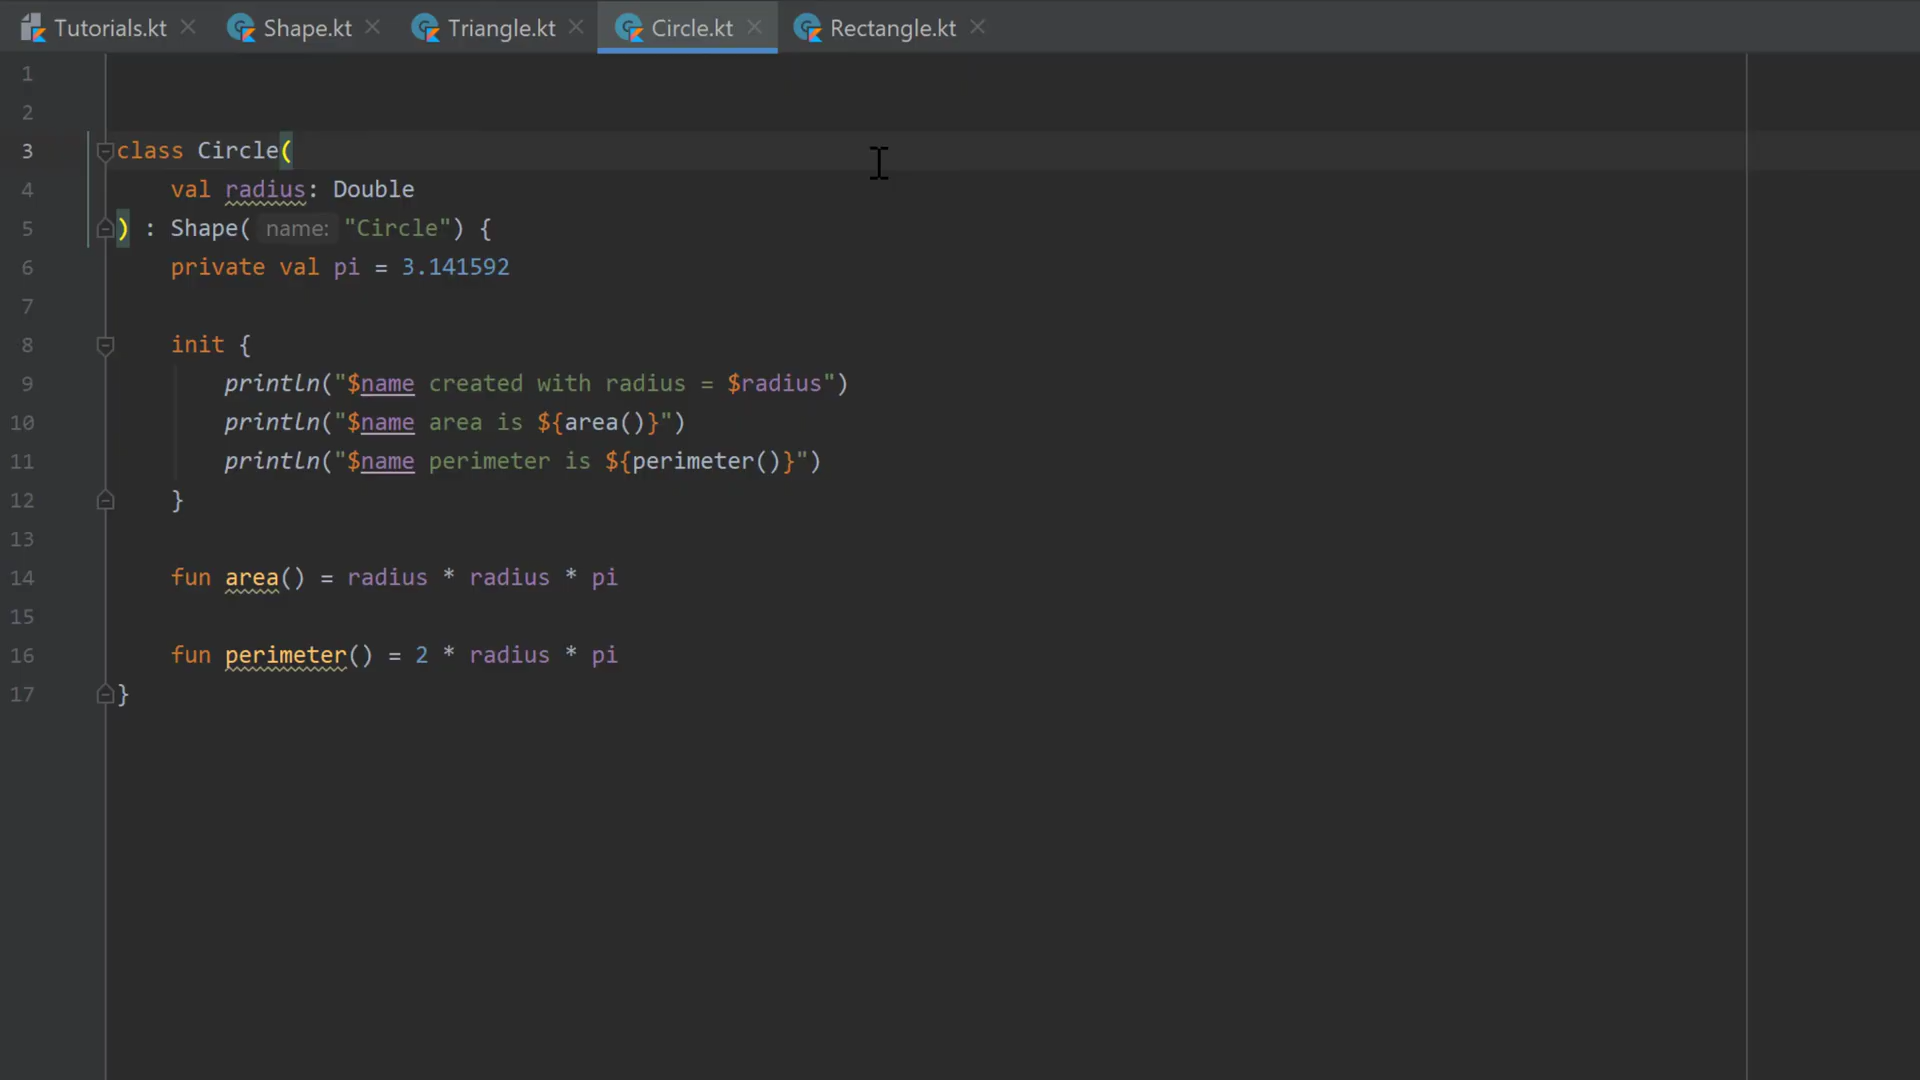 Tutorials.kt Shape.kt Triangle.kt Circle.kt Rectangle.kt
1
2
3 class Circle(
4 val radius: Double
5 ) : Shape( name: "Circle") {
6 private val pi = 3.141592
7
8 init {
9 println("$name created with radius = $radius")
10 println("$name area is ${area()}")
11 println("$name perimeter is ${perimeter()}")
12 }
13
14 fun area() = radius * radius * pi
15
16 fun perimeter() = 2 * radius * pi
17 }